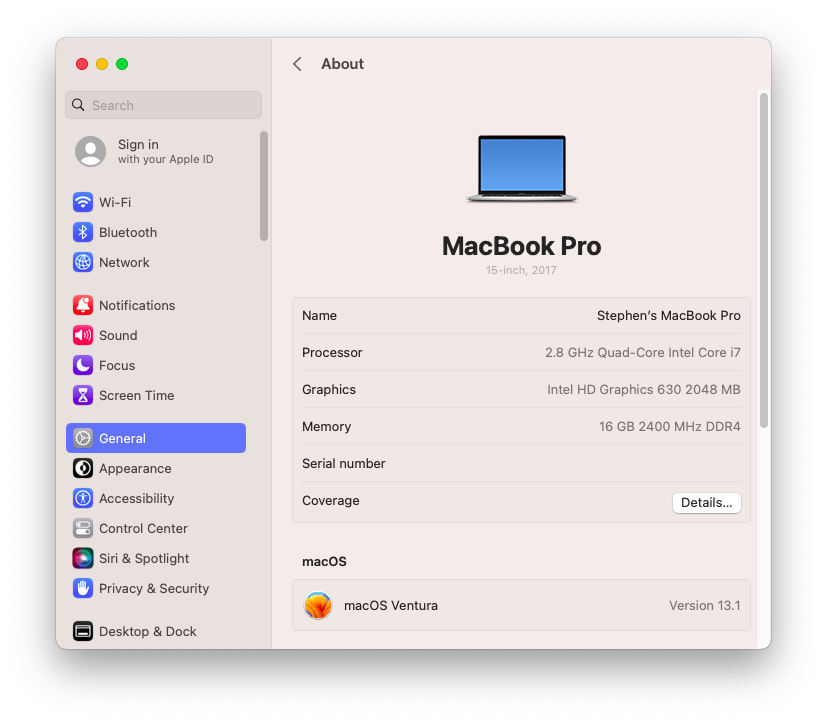 About
Search
Sign in
with your Apple ID
Wi-Fi
Bluetooth
Network
Notifications
Sound
Focus
Screen Time
General
Appearance
Accessibility
Control Center
Siri & Spotlight
Privacy & Security
Desktop & Dock
MacBook Pro
15-inch, 2017
Name Stephen’s MacBook Pro
Processor 2.8 GHz Quad-Core Intel Core i7
Graphics Intel HD Graphics 630 2048 MB
Memory 16 GB 2400 MHz DDR4
Serial number
Coverage Details...
macOS
macOS Ventura Version 13.1